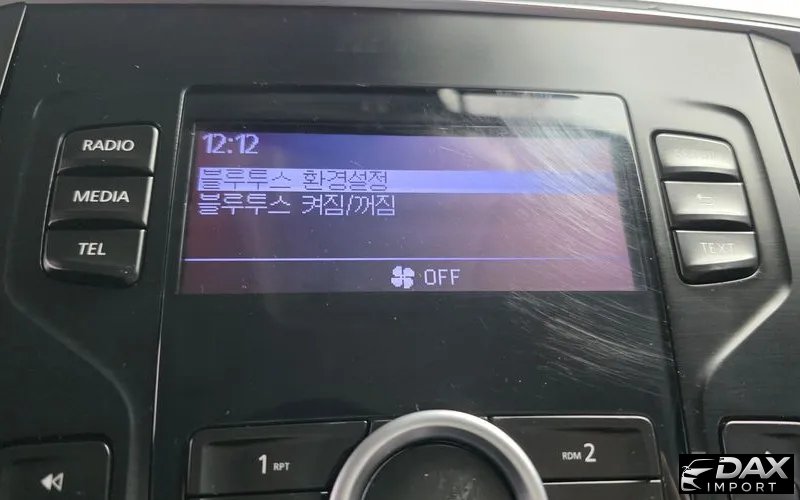 RADIO
MEDIA
TEL
12:12
블루투스 환경설정
블루투스 켜짐/꺼짐
OFF
TEXT
1 RPT
RDM 2
DAX
IMPORT